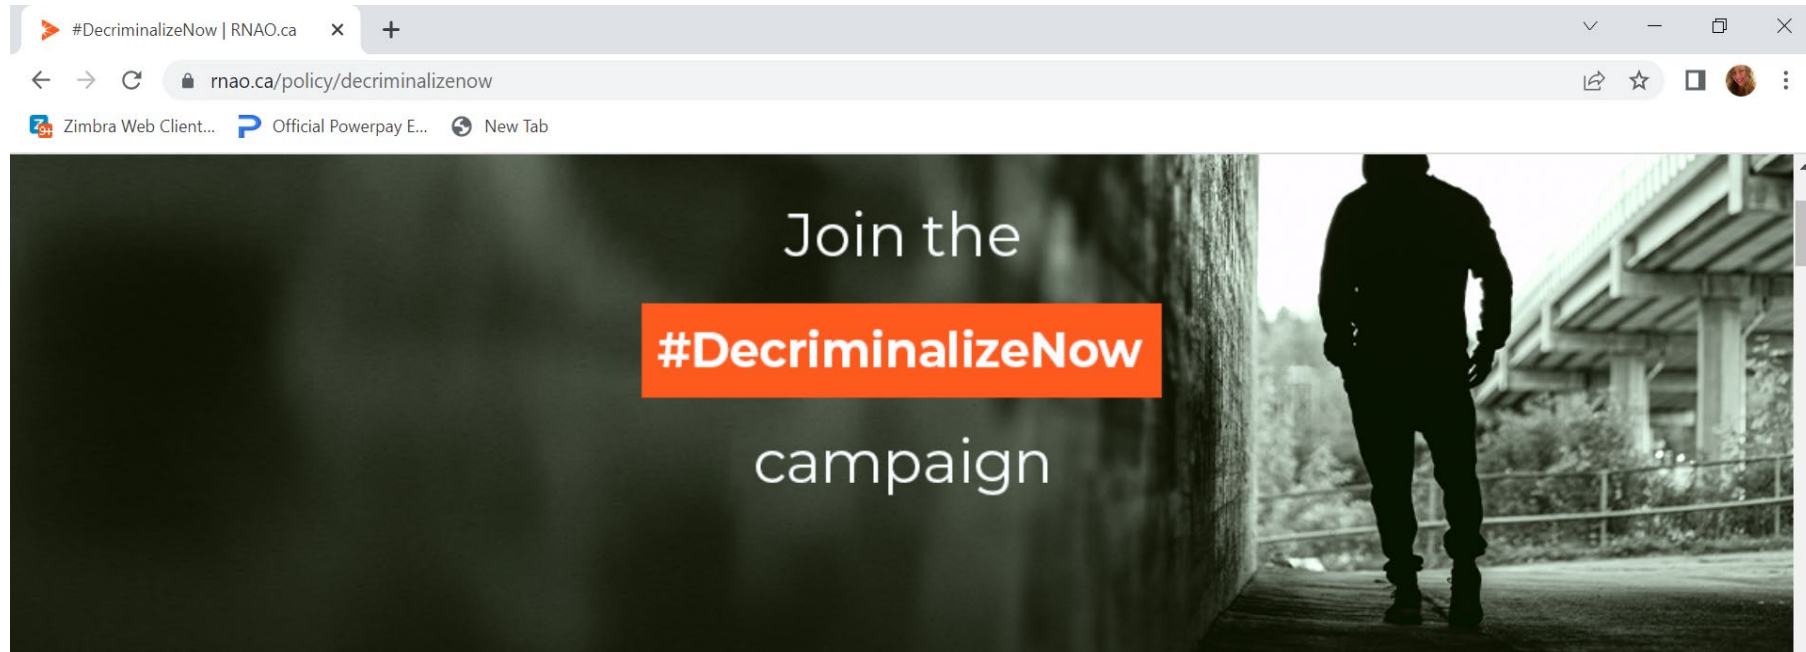 #DecriminalizeNow | RNAO.ca
rnao.ca/policy/decriminalizenow
Zimbra Web Client... Official Powerpay E... New Tab
Join the
#DecriminalizeNow
campaign